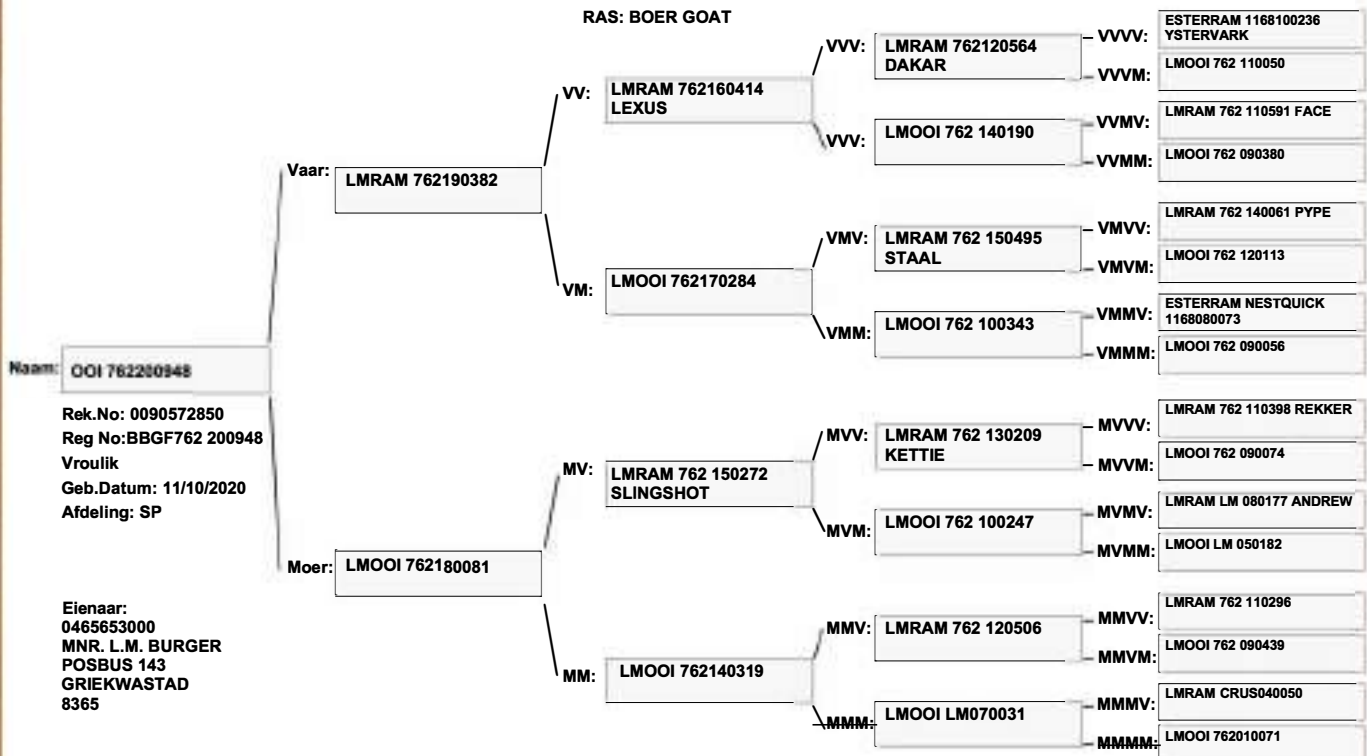 RAS: BOER GOAT
Naam: OOI 762200948
Rek.No: 0090572850
Reg No:BBGF762 200948
Vroulik
Geb.Datum: 11/10/2020
Afdeling: SP
Eienaar:
0465653000
MNR. L.M. BURGER
POSBUS 143
GRIEKWASTAD
8365
Vaar: LMRAM 762190382
Moer: LMOOI 762180081
VV: LMRAM 762160414
LEXUS
VM: LMOOI 762170284
MV: LMRAM 762 150272
SLINGSHOT
MM: LMOOI 762140319
VVV: LMRAM 762120564
DAKAR
VVV: LMOOI 762 140190
VMV: LMRAM 762 150495
STAAL
VMM: LMOOI 762 100343
MVV: LMRAM 762 130209
KETTIE
MVM: LMOOI 762 100247
MMV: LMRAM 762 120506
MMM: LMOOI LM070031
VVVV: ESTERRAM 1168100236
YSTERVARK
VVVM: LMOOI 762 110050
VVMV: LMRAM 762 110591 FACE
VVMM: LMOOI 762 090380
VMVV: LMRAM 762 140061 PYPE
VMVM: LMOOI 762 120113
VMMV: ESTERRAM NESTQUICK
1168080073
VMMM: LMOOI 762 090056
MVVV: LMRAM 762 110398 REKKER
MVVM: LMOOI 762 090074
MVMV: LMRAM LM 080177 ANDREW
MVMM: LMOOI LM 050182
MMVV: LMRAM 762 110296
MMVM: LMOOI 762 090439
MMMV: LMRAM CRUS040050
MMMM: LMOOI 762010071